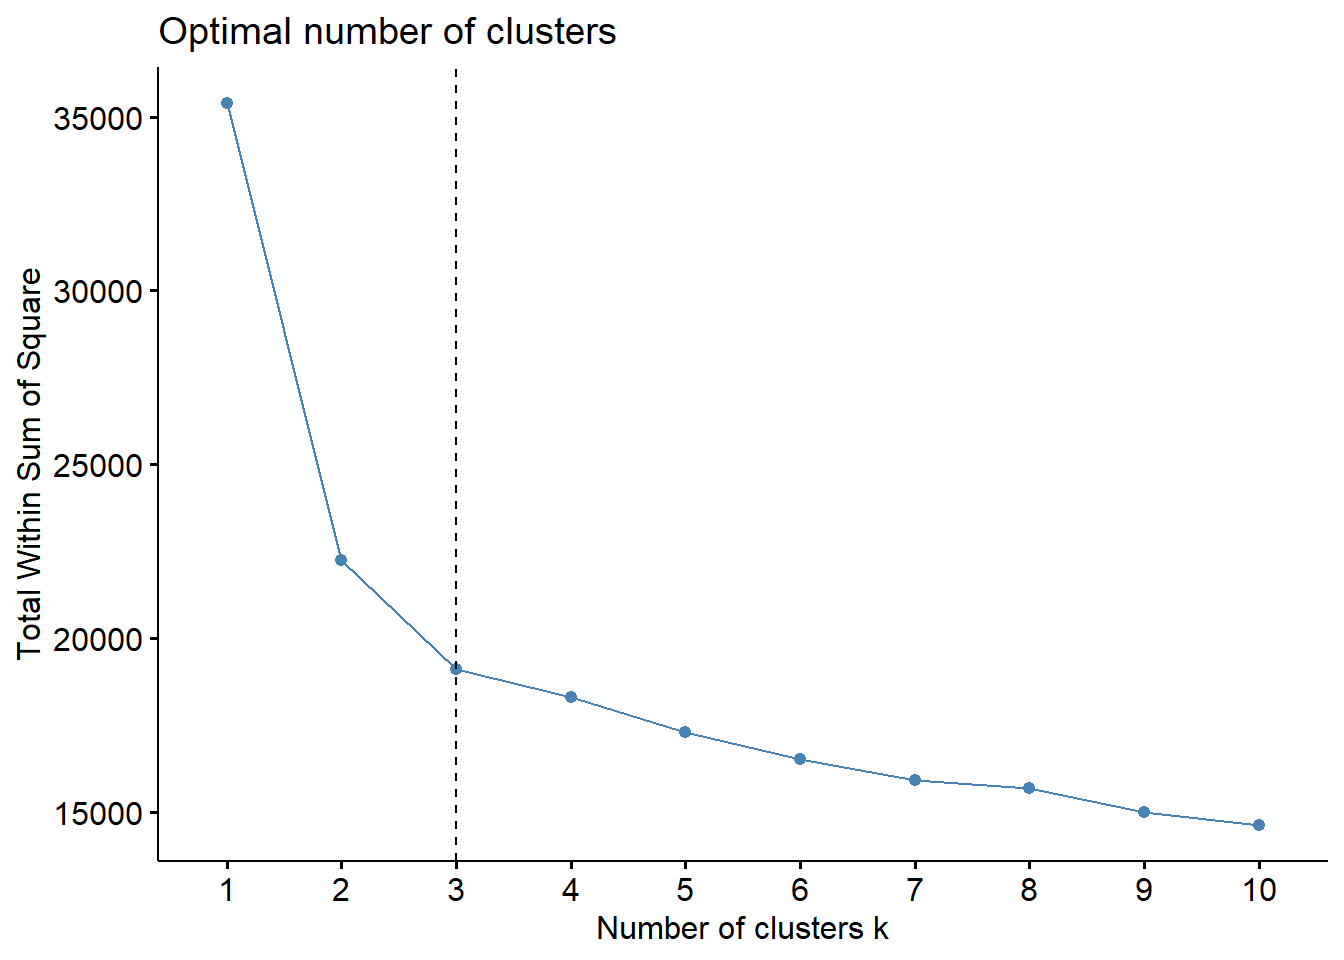 Optimal number of clusters
Total Within Sum of Square
35000
30000
25000
20000
15000
1 2 3 4 5 6 7 8 9 10
Number of clusters k